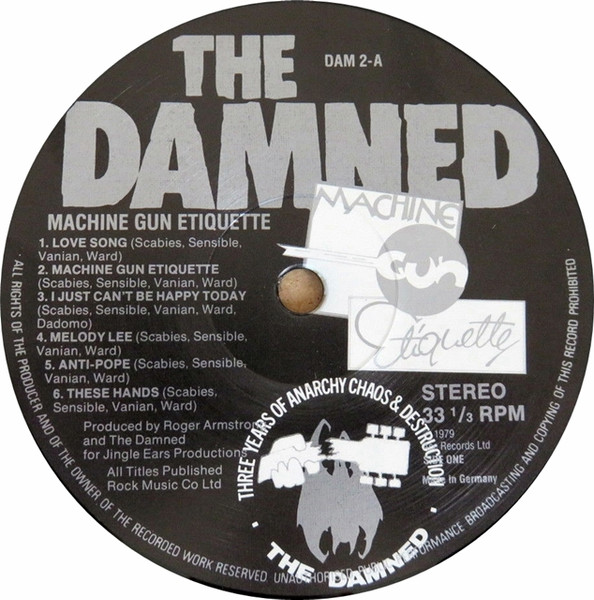 THE
DAM 2-A
DAMNED
MACHINE GUN ETIQUETTE
1. LOVE SONG (Scabies, Sensible,
Vanian, Ward)
2. MACHINE GUN ETIQUETTE
(Scabies, Sensible, Vanian, Ward)
3. I JUST CAN'T BE HAPPY TODAY
(Scabies, Sensible, Vanian, Ward,
Dadomo)
4. MELODY LEE (Scabies, Sensible,
Vanian, Ward)
5. ANTI-POPE (Scabies, Sensible,
Vanian, Ward)
6. THESE HANDS (Scabies,
Sensible, Vanian, Ward)
Produced by Roger Armstrong
and The Damned
for Jingle Ears Productions
All Titles Published
Rock Music Co Ltd
MACHINE
GUN
Etiquette
STEREO
33 1/3 RPM
1979
Records Ltd
SIDE ONE
Made In Germany
THREE YEARS OF ANARCHY CHAOS & DESTRUCTION
· THE DAMNED ·
· ALL RIGHTS OF THE PRODUCER AND OF THE OWNER OF THE RECORDED WORK RESERVED. UNAUTHORISED PUBLIC PERFORMANCE BROADCASTING AND COPYING OF THIS RECORD PROHIBITED ·